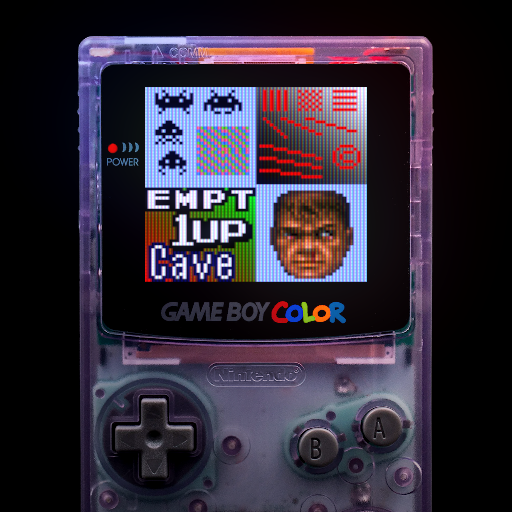 COMM.
©
POWER
EMPT
1UP
Cave
GAME BOY COLOR
Nintendo
A
B